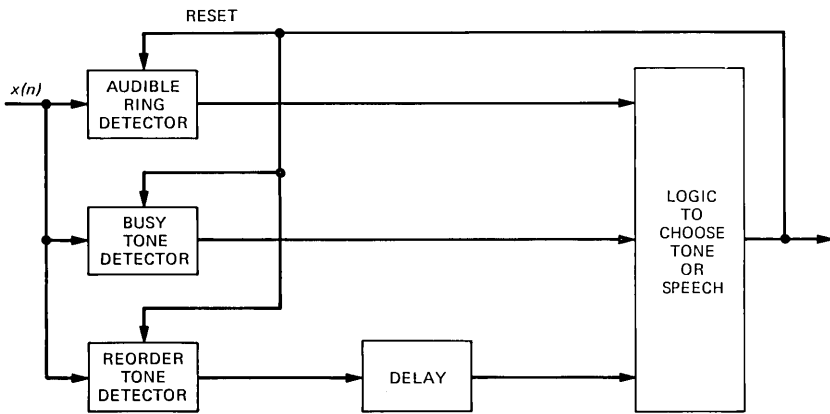 RESET
x(n)
AUDIBLE
RING
DETECTOR
BUSY
TONE
DETECTOR
REORDER
TONE
DETECTOR
DELAY
LOGIC
TO
CHOOSE
TONE
OR
SPEECH